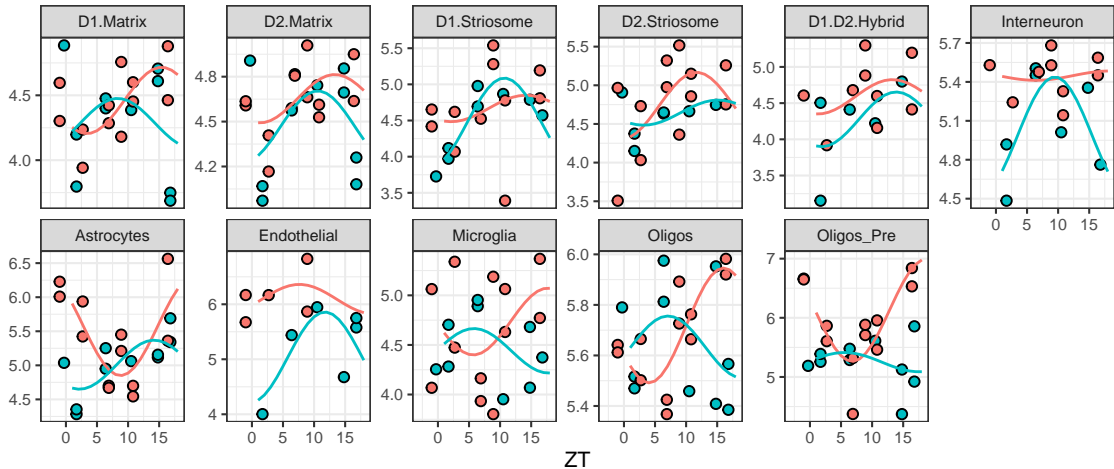 D1.Matrix D2.Matrix D1.Striosome D2.Striosome D1.D2.Hybrid Interneuron
4.5 4.0
4.8 4.2
5.5 5.0 4.5 4.0 3.5
5.5 5.0 4.5 4.0 3.5
5.0 4.0
5.7 5.4 5.1 4.8 4.5
0 5 10 15
Astrocytes Endothelial Microglia Oligos Oligos_Pre
6.5 6.0 5.5 5.0 4.5
6 5 4
5.0 4.5 4.0
6.0 5.8 5.6 5.4
7 6 5
0 5 10 15 0 5 10 15 0 5 10 15 0 5 10 15 0 5 10 15
ZT